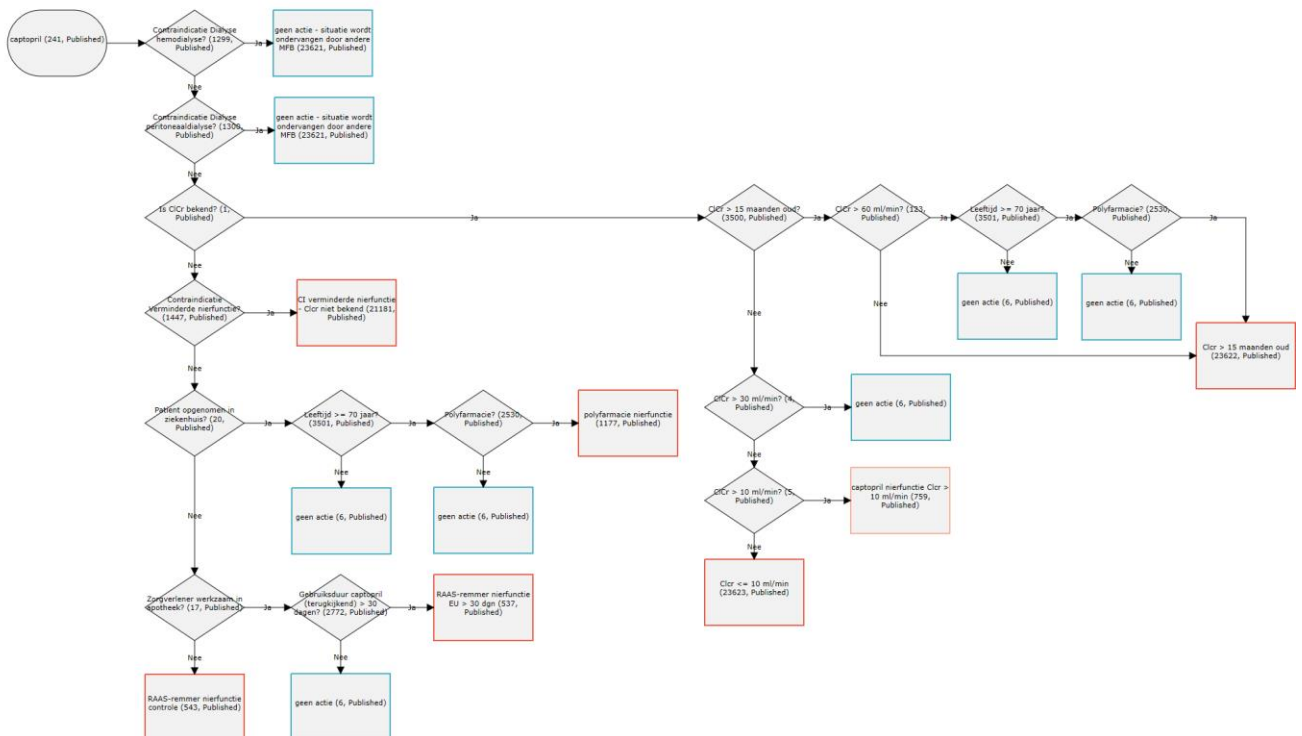 captopril (241, Published)
Contraindicatie Dialyse
hemodialyse? (1299,
Published)
Ja
geen actie - situatie wordt
ondervangen door andere
MFB (23621, Published)
Nee
Contraindicatie Dialyse
peritoneaaldialyse? (1300,
Published)
Ja
geen actie - situatie wordt
ondervangen door andere
MFB (23621, Published)
Nee
Is ClCr bekend? (1,
Published)
Ja
ClCr > 15 maanden oud?
(3500, Published)
Ja
ClCr > 60 ml/min? (123,
Published)
Ja
Leeftijd >= 70 jaar?
(3501, Published)
Ja
Polyfarmacie? (2530,
Published)
Ja
Nee
geen actie (6, Published)
Nee
geen actie (6, Published)
Nee
Clcr > 15 maanden oud
(23622, Published)
Nee
Contraindicatie
Verminderde nierfunctie?
(1447, Published)
Ja
CI verminderde nierfunctie
- Clcr niet bekend (21181,
Published)
Nee
ClCr > 30 ml/min? (4,
Published)
Ja
geen actie (6, Published)
Nee
Patient opgenomen in
ziekenhuis? (20,
Published)
Ja
Leeftijd >= 70 jaar?
(3501, Published)
Ja
Polyfarmacie? (2530,
Published)
Ja
polyfarmacie nierfunctie
(1177, Published)
Nee
geen actie (6, Published)
Nee
geen actie (6, Published)
Nee
ClCr > 10 ml/min? (5,
Published)
Ja
captopril nierfunctie Clcr >
10 ml/min (759,
Published)
Nee
Clcr <= 10 ml/min
(23623, Published)
Nee
Zorgverlener werkzaam in
apotheek? (17, Published)
Ja
Gebruiksduur captopril
(terugkijkend) > 30
dagen? (2772, Published)
Ja
RAAS-remmer nierfunctie
EU > 30 dgn (537,
Published)
Nee
RAAS-remmer nierfunctie
controle (543, Published)
Nee
geen actie (6, Published)